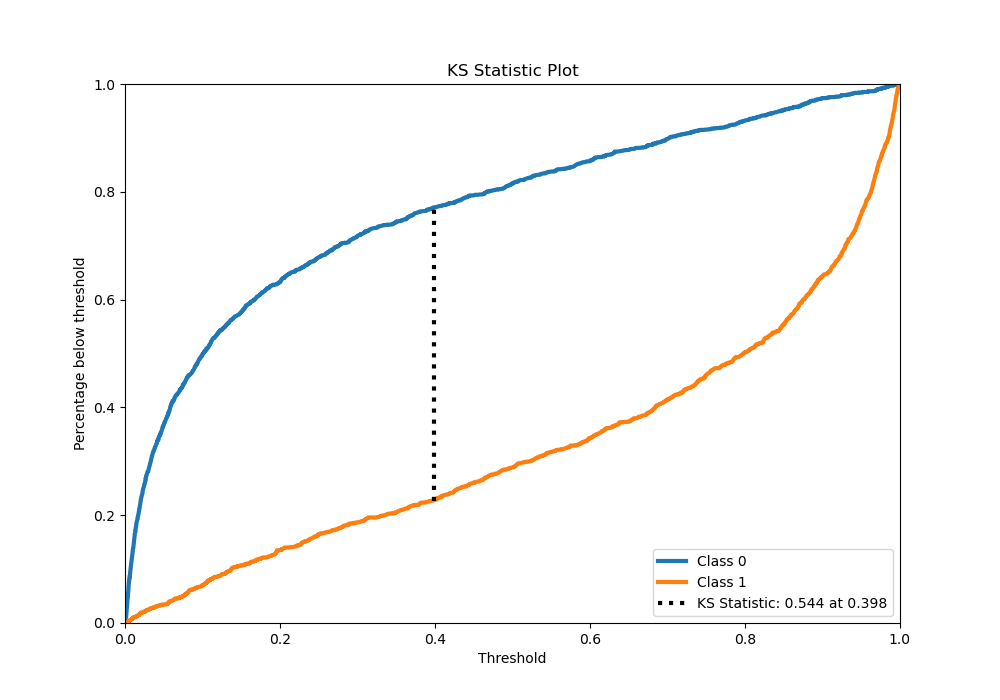 KS Statistic Plot
1.0
0.8
0.6
0.4
0.2
0.0
Percentage below threshold
0.0 0.2 0.4 0.6 0.8 1.0
Threshold
Class 0
Class 1
KS Statistic: 0.544 at 0.398